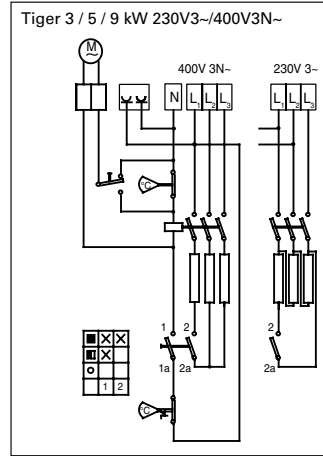 Tiger 3 / 5 / 9 kW 230V3~/400V3N~
M
~
400V 3N~ 230V 3~
N L1 L2 L3 L1 L2 L3
°C
1 2 2
1a 2a 2a
1 2
°C